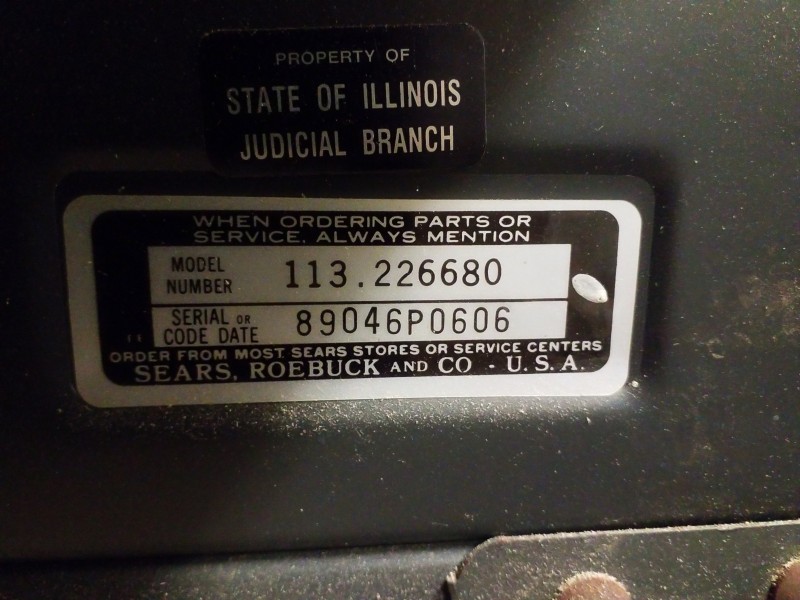 PROPERTY OF
STATE OF ILLINOIS
JUDICIAL BRANCH
WHEN ORDERING PARTS OR
SERVICE, ALWAYS MENTION
MODEL NUMBER 113.226680
SERIAL OR CODE DATE 89046P0606
ORDER FROM MOST SEARS STORES OR SERVICE CENTERS
SEARS, ROEBUCK AND CO - U.S.A.